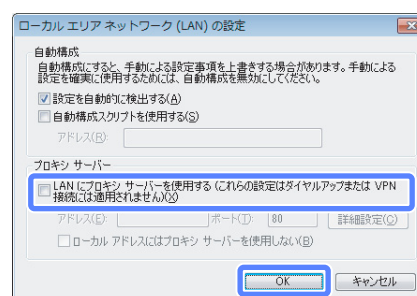 ローカル エリア ネットワーク (LAN) の設定
自動構成
自動構成にすると、手動による設定事項を上書きする場合があります。手動による
設定を確実に使用するためには、自動構成を無効にしてください。
設定を自動的に検出する(A)
自動構成スクリプトを使用する(S)
アドレス(R):
プロキシ サーバー
LAN にプロキシ サーバーを使用する (これらの設定はダイヤルアップまたは VPN
接続には適用されません)(X)
アドレス(E): ポート(T): 80 詳細設定(C)
ローカル アドレスにはプロキシ サーバーを使用しない(B)
OK キャンセル